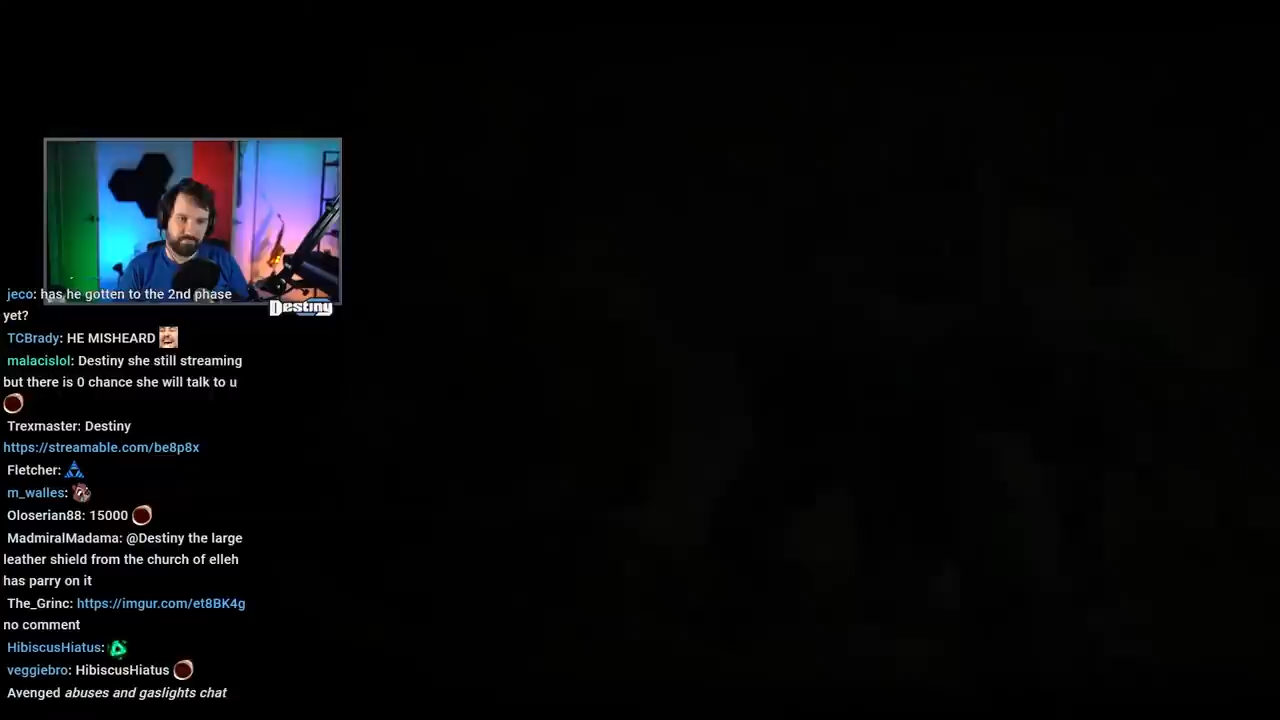 Destiny
jeco: has he gotten to the 2nd phase
yet?
TCBrady: HE MISHEARD
malacislol: Destiny she still streaming
but there is 0 chance she will talk to u
Trexmaster: Destiny
https://streamable.com/be8p8x
Fletcher:
m_walles:
Oloserian88: 15000
MadmiralMadama: @Destiny the large
leather shield from the church of elleh
has parry on it
The_Grinc: https://imgur.com/et8BK4g
no comment
HibiscusHiatus:
veggiebro: HibiscusHiatus
Avenged abuses and gaslights chat